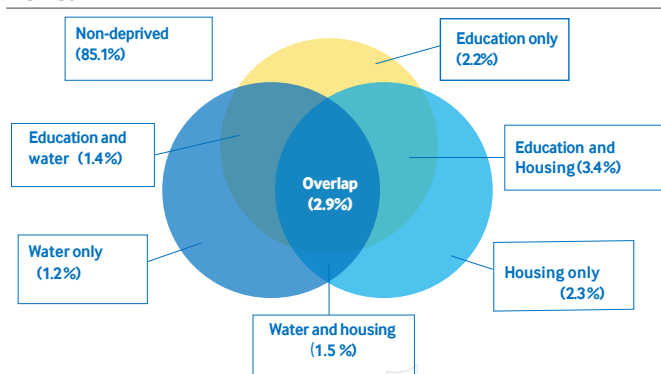 Non-deprived
(85.1%)
Education only
(2.2%)
Education and
water (1.4%)
Education and
Housing (3.4%)
Overlap
(2.9%)
Water only
(1.2%)
Housing only
(2.3%)
Water and housing
(1.5 %)